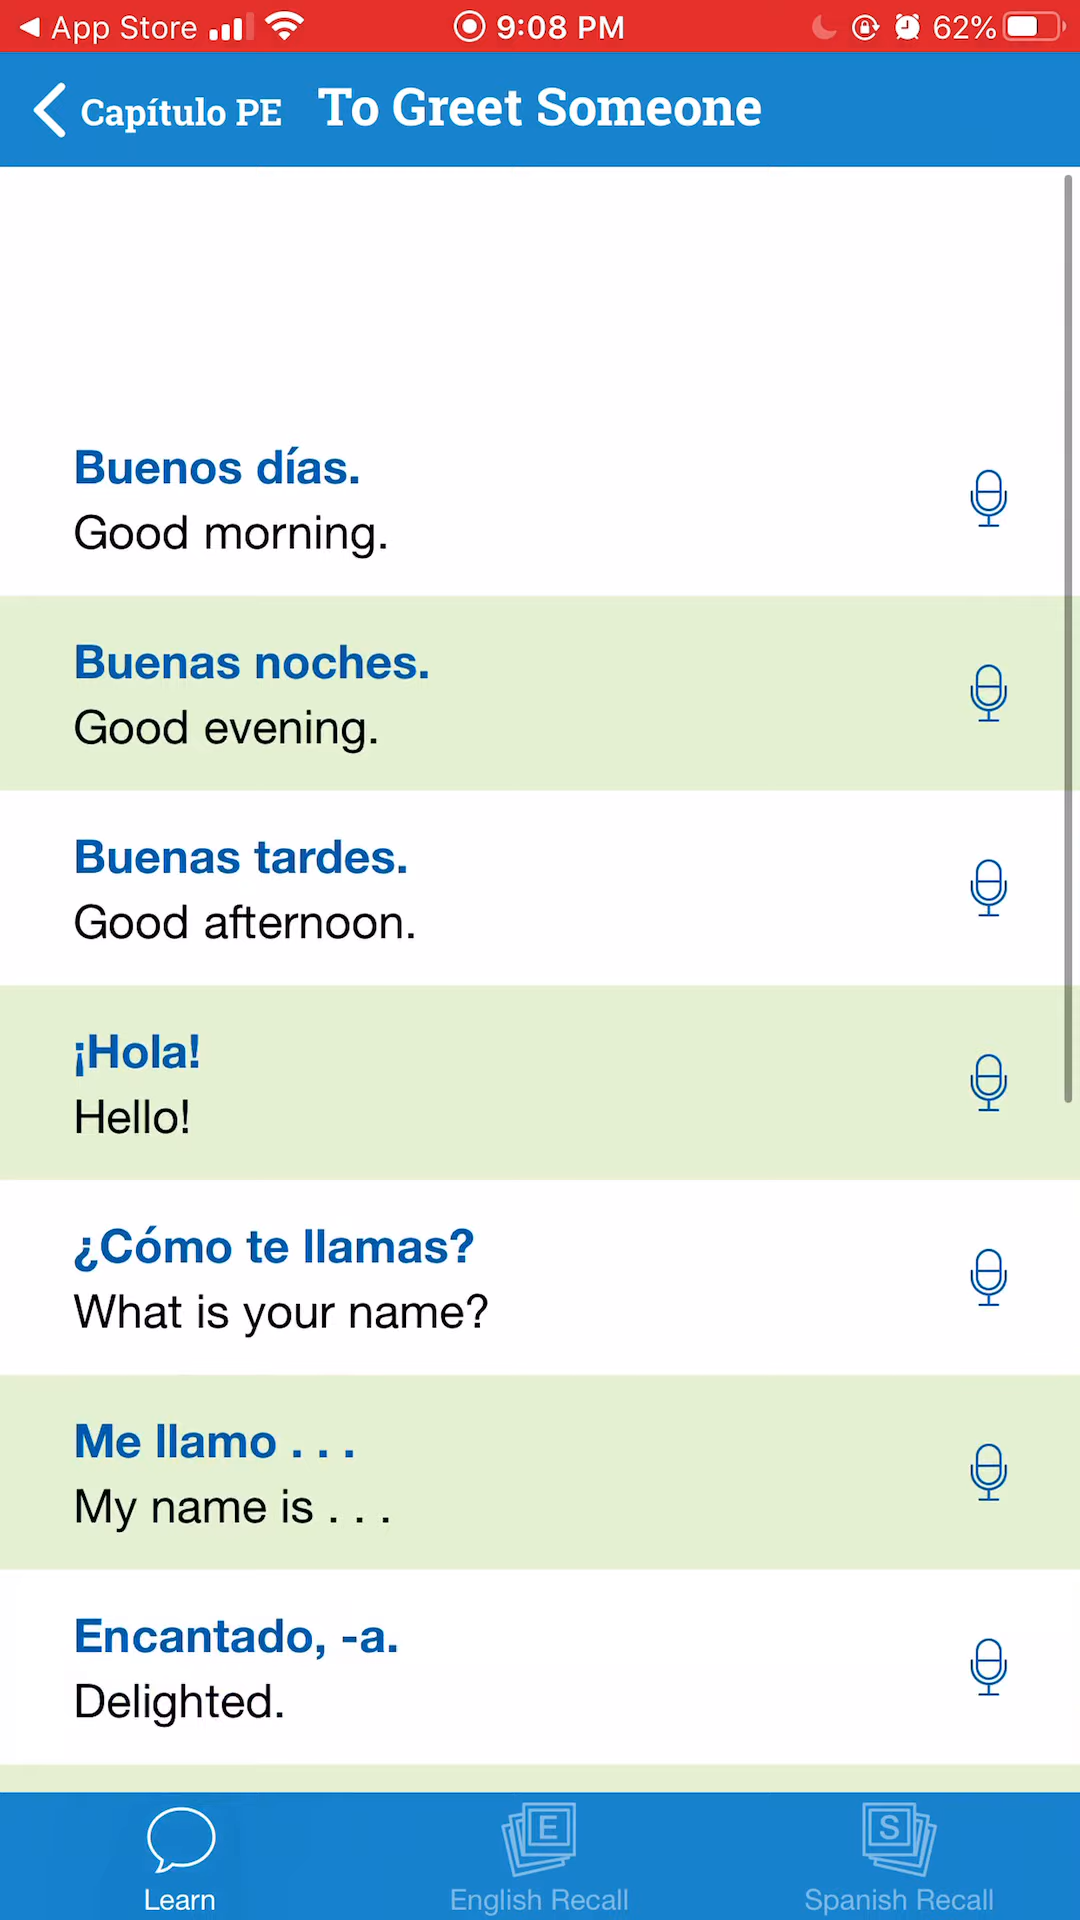 ◀ App Store 9:08 PM 62%
Capítulo PE To Greet Someone
Buenos días.
Good morning.
Buenas noches.
Good evening.
Buenas tardes.
Good afternoon.
¡Hola!
Hello!
¿Cómo te llamas?
What is your name?
Me llamo . . .
My name is . . .
Encantado, -a.
Delighted.
E S
Learn English Recall Spanish Recall